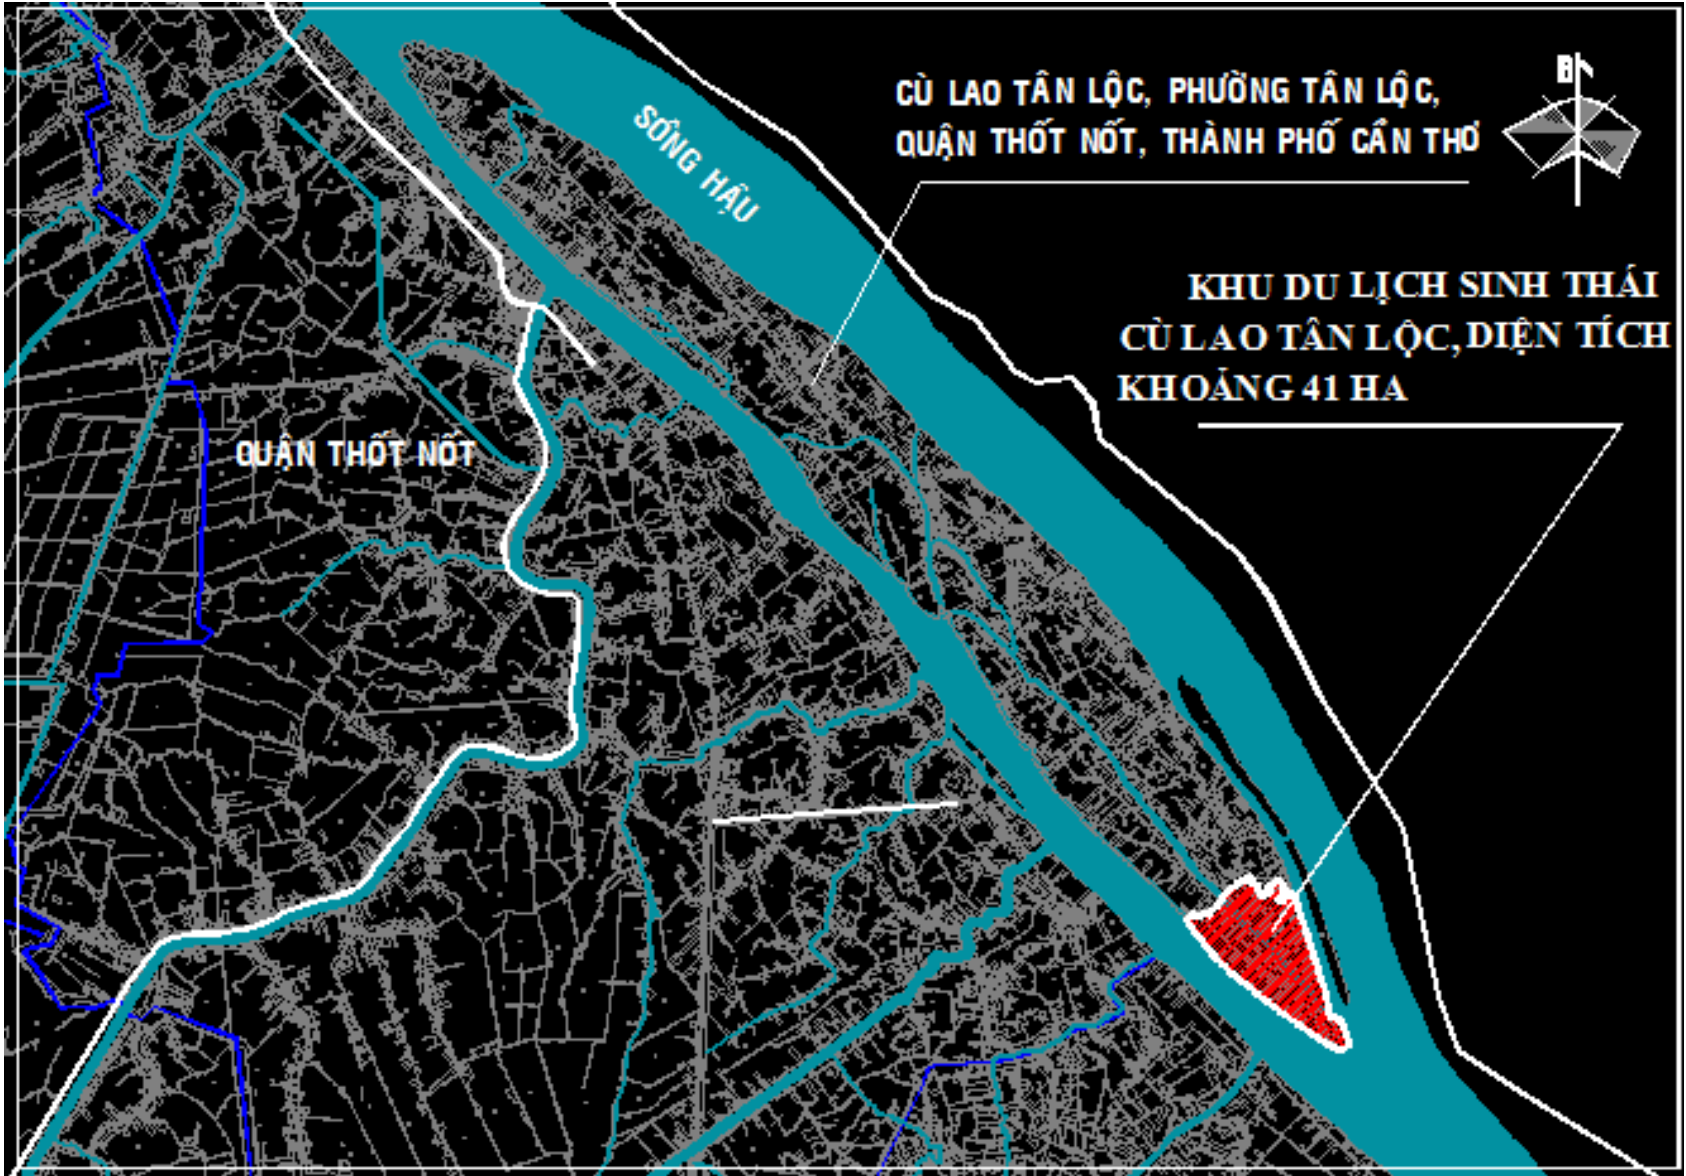 B
CÙ LAO TÂN LỘC, PHƯỜNG TÂN LỘC,
QUẬN THỐT NỐT, THÀNH PHỐ CẦN THƠ
SÔNG HẬU
KHU DU LỊCH SINH THÁI
CÙ LAO TÂN LỘC, DIỆN TÍCH
KHOẢNG 41 HA
QUẬN THỐT NỐT